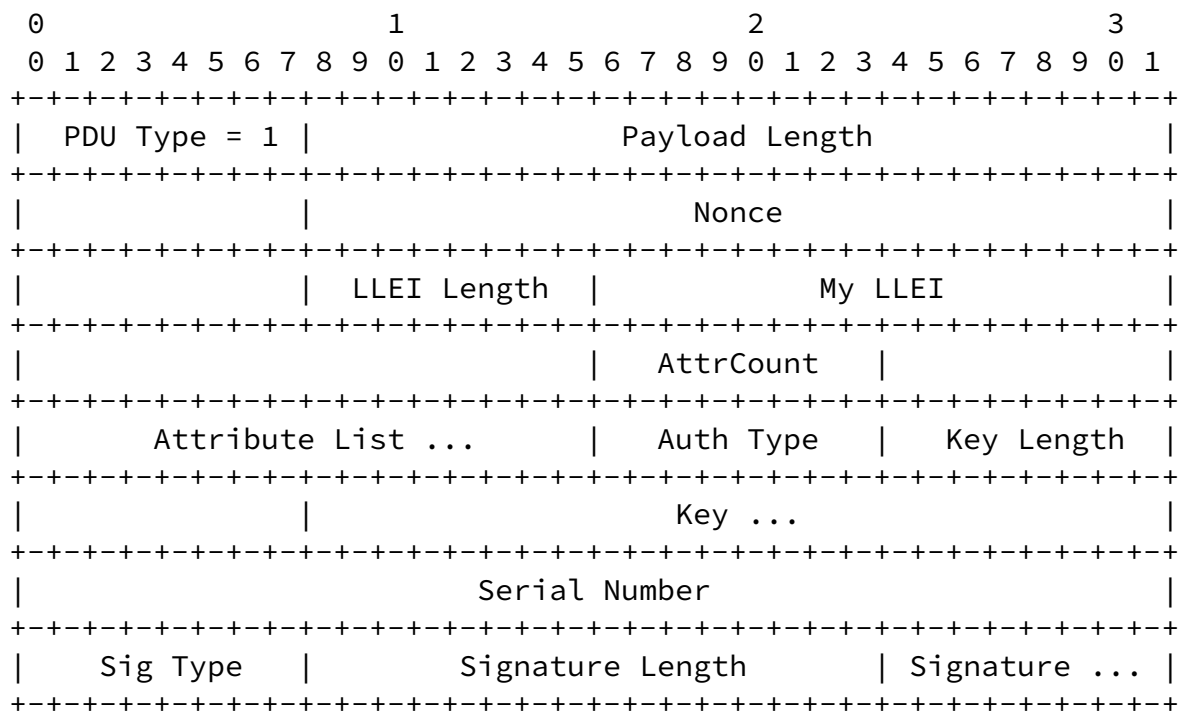 0                   1                   2                   3
 0 1 2 3 4 5 6 7 8 9 0 1 2 3 4 5 6 7 8 9 0 1 2 3 4 5 6 7 8 9 0 1
+-+-+-+-+-+-+-+-+-+-+-+-+-+-+-+-+-+-+-+-+-+-+-+-+-+-+-+-+-+-+-+-+
|  PDU Type = 1 |                 Payload Length                |
+-+-+-+-+-+-+-+-+-+-+-+-+-+-+-+-+-+-+-+-+-+-+-+-+-+-+-+-+-+-+-+-+
|               |                     Nonce                     |
+-+-+-+-+-+-+-+-+-+-+-+-+-+-+-+-+-+-+-+-+-+-+-+-+-+-+-+-+-+-+-+-+
|               |  LLEI Length  |            My LLEI            |
+-+-+-+-+-+-+-+-+-+-+-+-+-+-+-+-+-+-+-+-+-+-+-+-+-+-+-+-+-+-+-+-+
|                               |   AttrCount   |               |
+-+-+-+-+-+-+-+-+-+-+-+-+-+-+-+-+-+-+-+-+-+-+-+-+-+-+-+-+-+-+-+-+
|       Attribute List ...      |   Auth Type   |   Key Length  |
+-+-+-+-+-+-+-+-+-+-+-+-+-+-+-+-+-+-+-+-+-+-+-+-+-+-+-+-+-+-+-+-+
|               |                    Key ...                    |
+-+-+-+-+-+-+-+-+-+-+-+-+-+-+-+-+-+-+-+-+-+-+-+-+-+-+-+-+-+-+-+-+
|                         Serial Number                         |
+-+-+-+-+-+-+-+-+-+-+-+-+-+-+-+-+-+-+-+-+-+-+-+-+-+-+-+-+-+-+-+-+
|    Sig Type   |        Signature Length       | Signature ... |
+-+-+-+-+-+-+-+-+-+-+-+-+-+-+-+-+-+-+-+-+-+-+-+-+-+-+-+-+-+-+-+-+